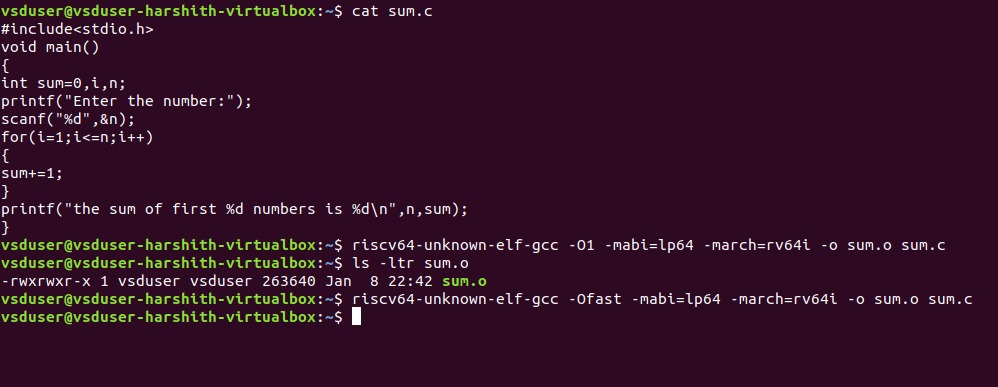 vsduser@vsduser-harshith-virtualbox:~$ cat sum.c
#include<stdio.h>
void main()
{
int sum=0,i,n;
printf("Enter the number:");
scanf("%d",&n);
for(i=1;i<=n;i++)
{
sum+=1;
}
printf("the sum of first %d numbers is %d\n",n,sum);
}
vsduser@vsduser-harshith-virtualbox:~$ riscv64-unknown-elf-gcc -O1 -mabi=lp64 -march=rv64i -o sum.o sum.c
vsduser@vsduser-harshith-virtualbox:~$ ls -ltr sum.o
-rwxrwxr-x 1 vsduser vsduser 263640 Jan  8 22:42 sum.o
vsduser@vsduser-harshith-virtualbox:~$ riscv64-unknown-elf-gcc -Ofast -mabi=lp64 -march=rv64i -o sum.o sum.c
vsduser@vsduser-harshith-virtualbox:~$